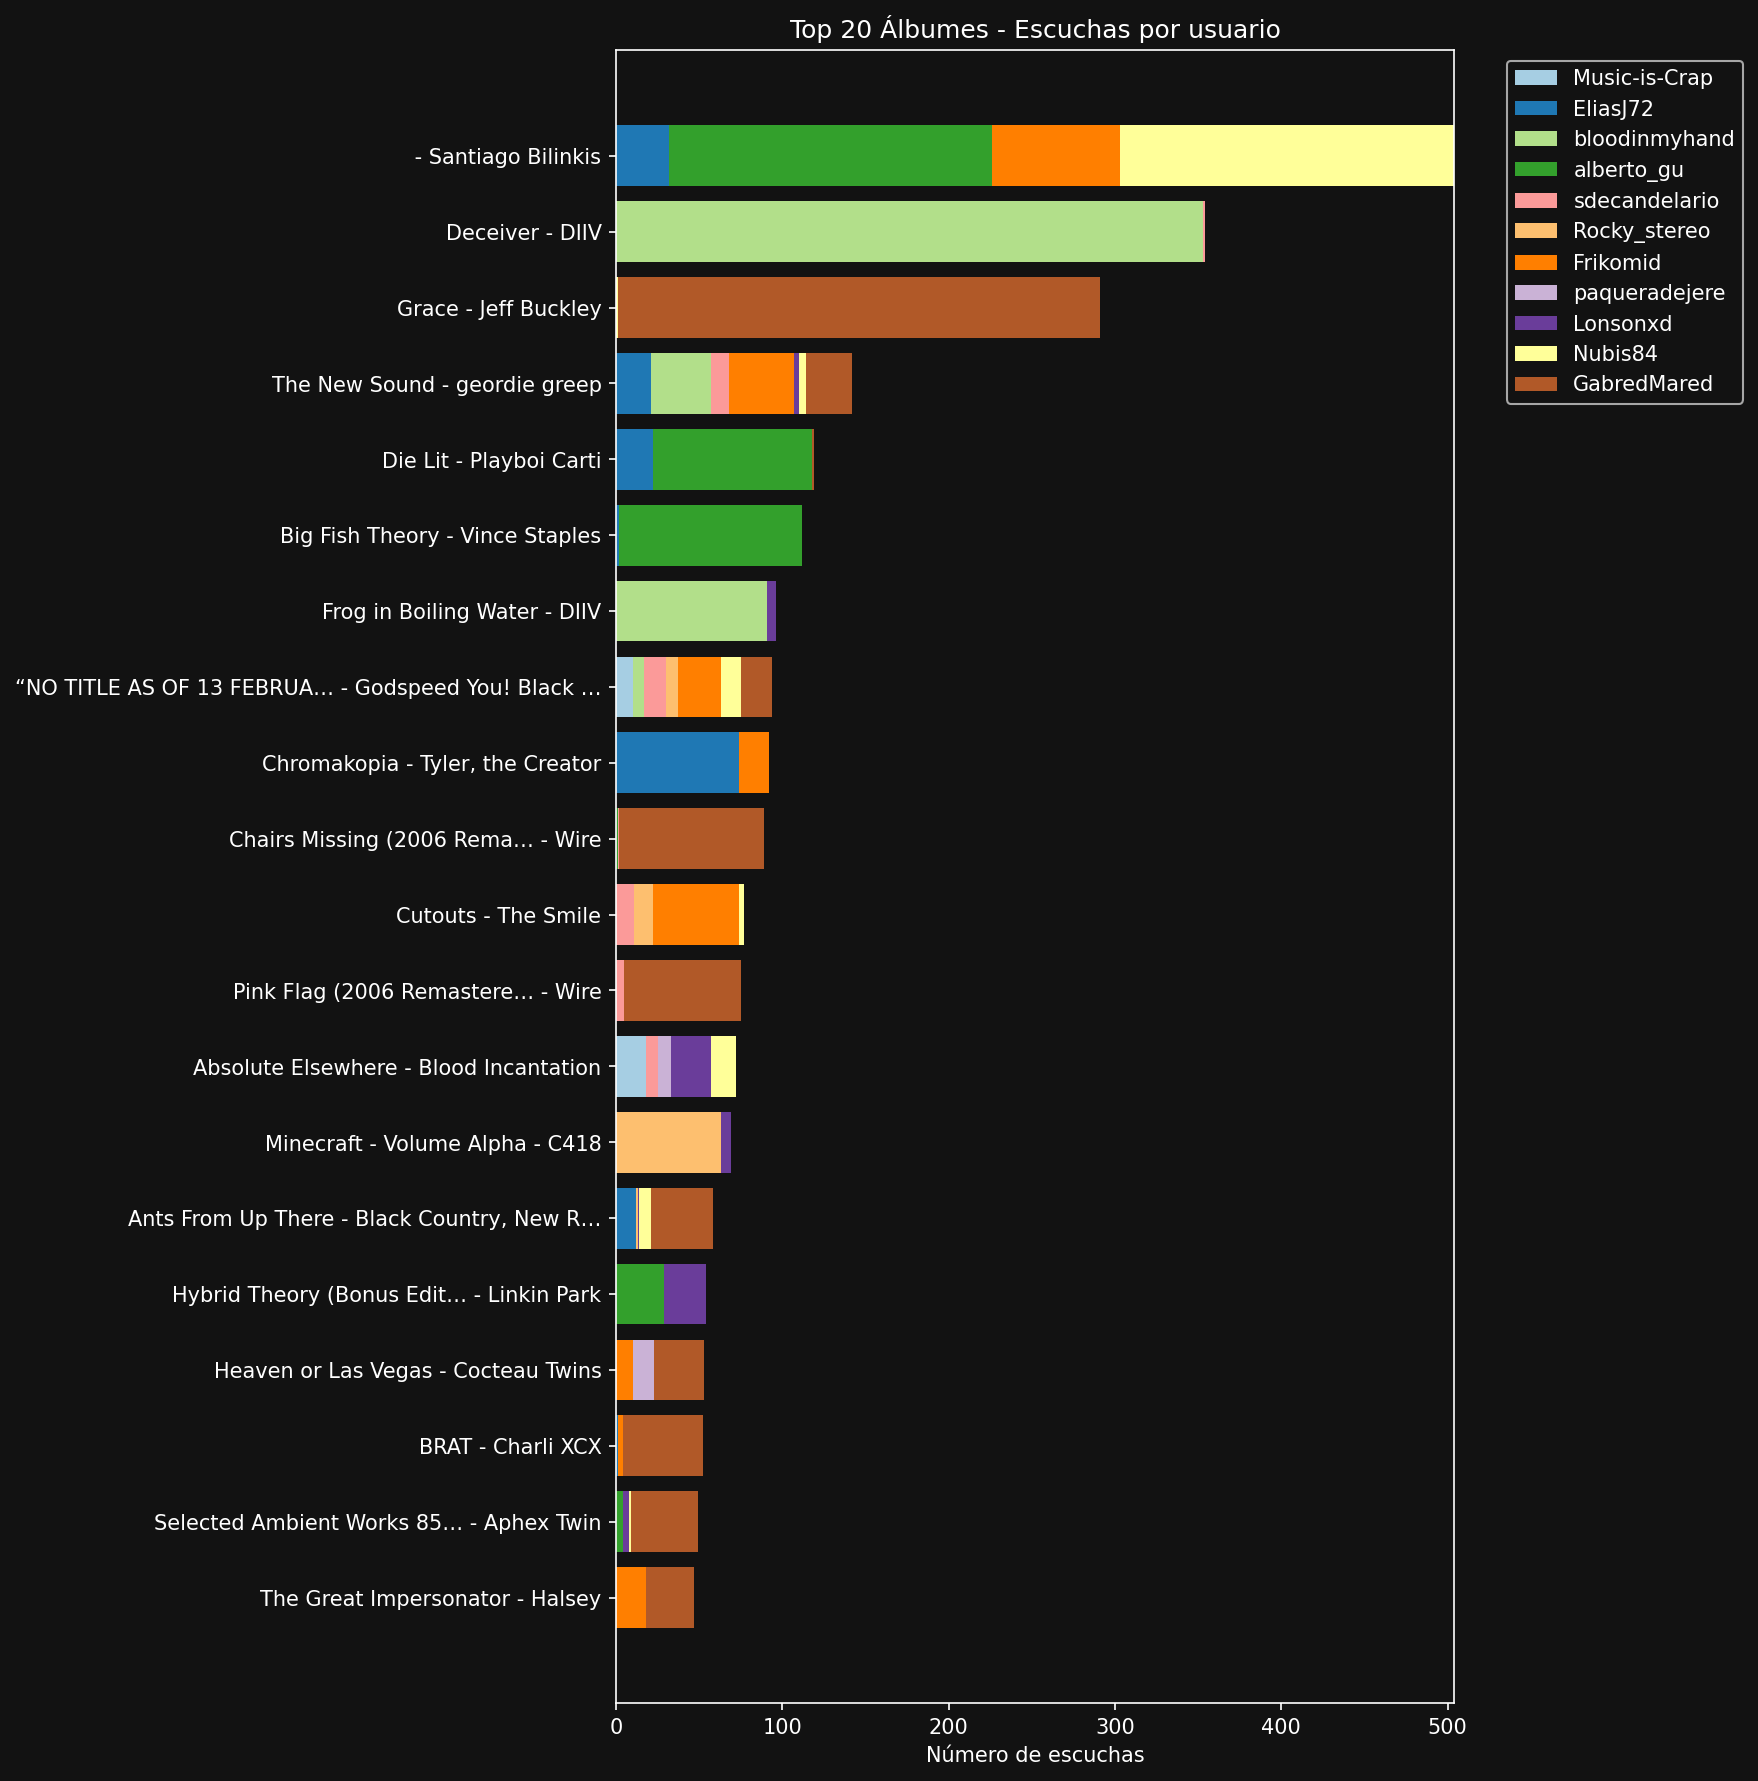 Top 20 Álbumes - Escuchas por usuario
- Santiago Bilinkis
Deceiver - DIIV
Grace - Jeff Buckley
The New Sound - geordie greep
Die Lit - Playboi Carti
Big Fish Theory - Vince Staples
Frog in Boiling Water - DIIV
“NO TITLE AS OF 13 FEBRUA… - Godspeed You! Black …
Chromakopia - Tyler, the Creator
Chairs Missing (2006 Rema… - Wire
Cutouts - The Smile
Pink Flag (2006 Remastere… - Wire
Absolute Elsewhere - Blood Incantation
Minecraft - Volume Alpha - C418
Ants From Up There - Black Country, New R…
Hybrid Theory (Bonus Edit… - Linkin Park
Heaven or Las Vegas - Cocteau Twins
BRAT - Charli XCX
Selected Ambient Works 85… - Aphex Twin
The Great Impersonator - Halsey
0 100 200 300 400 500
Número de escuchas
Music-is-Crap
EliasJ72
bloodinmyhand
alberto_gu
sdecandelario
Rocky_stereo
Frikomid
paqueradejere
Lonsonxd
Nubis84
GabredMared